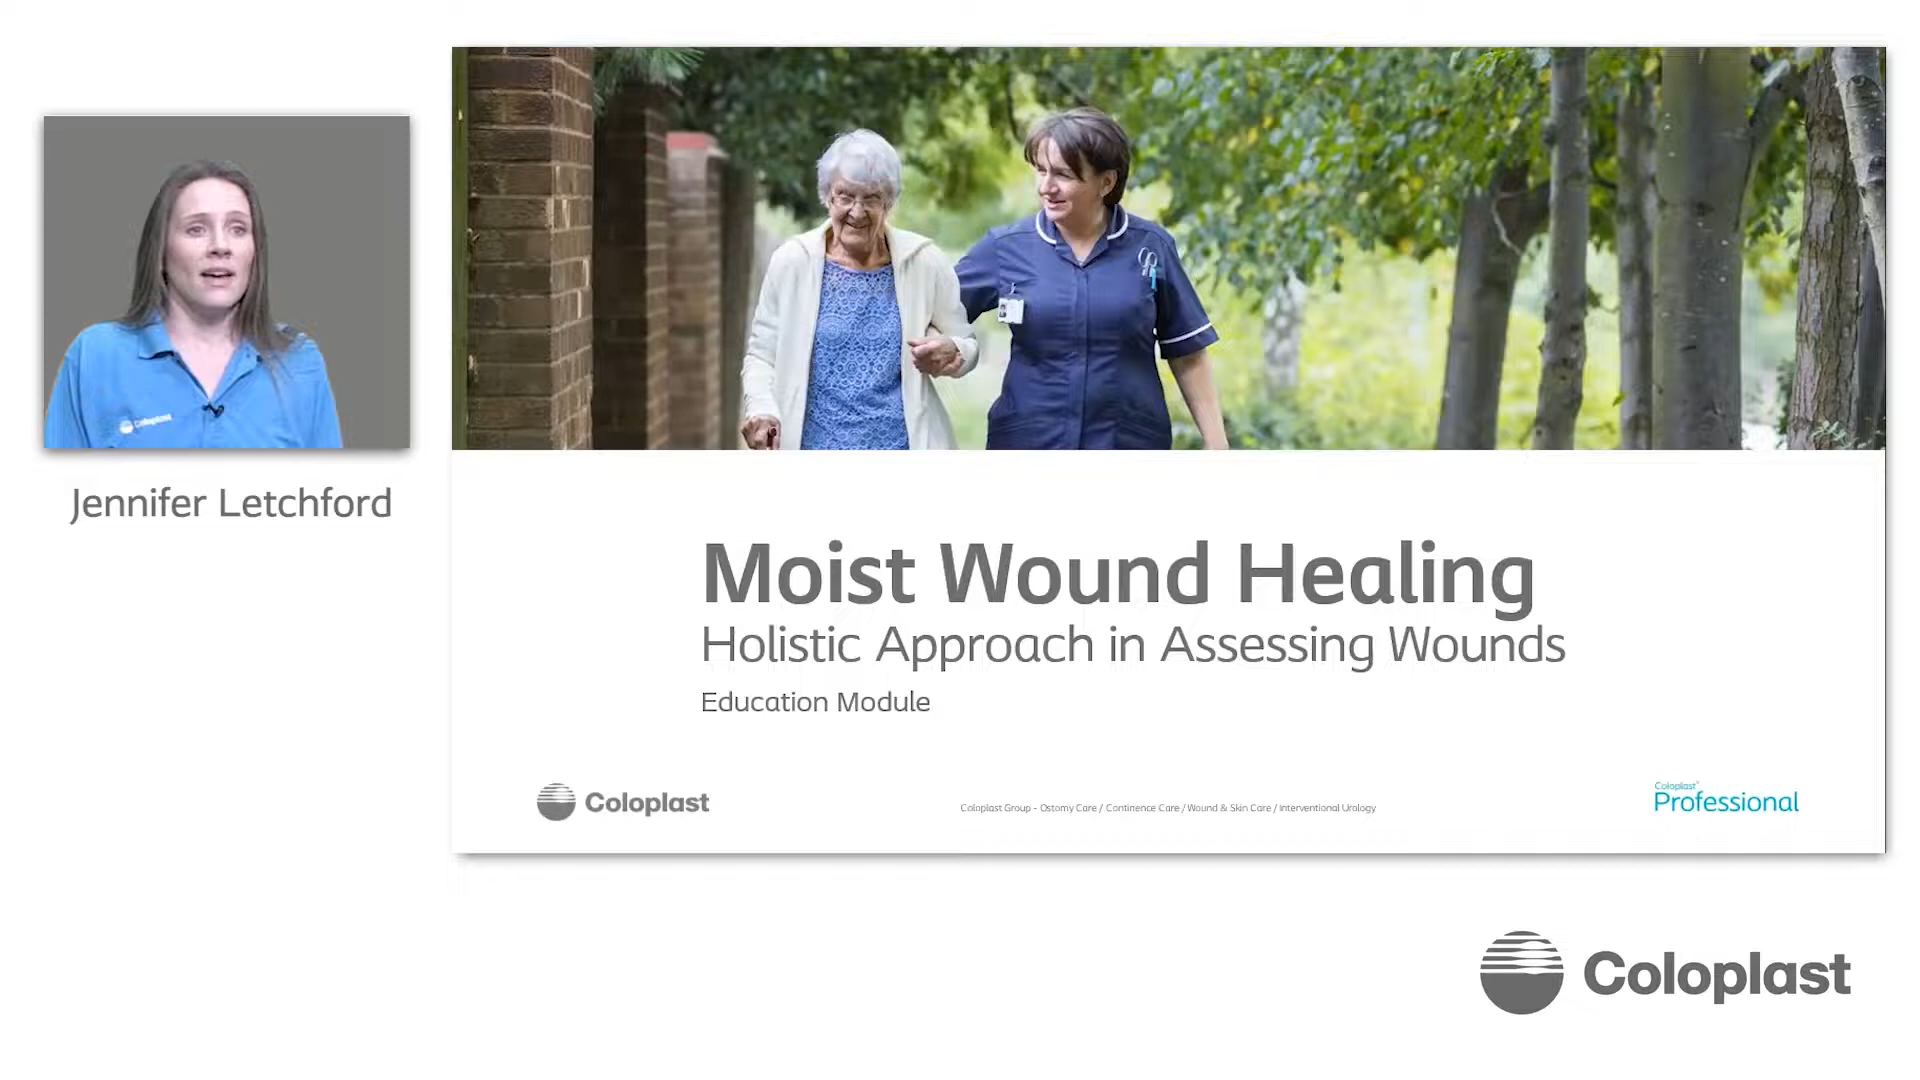 Coloplast
Jennifer Letchford
Moist Wound Healing
Holistic Approach in Assessing Wounds
Education Module
Coloplast
Coloplast Group - Ostomy Care / Continence Care / Wound & Skin Care / Interventional Urology
Coloplast®
Professional
Coloplast